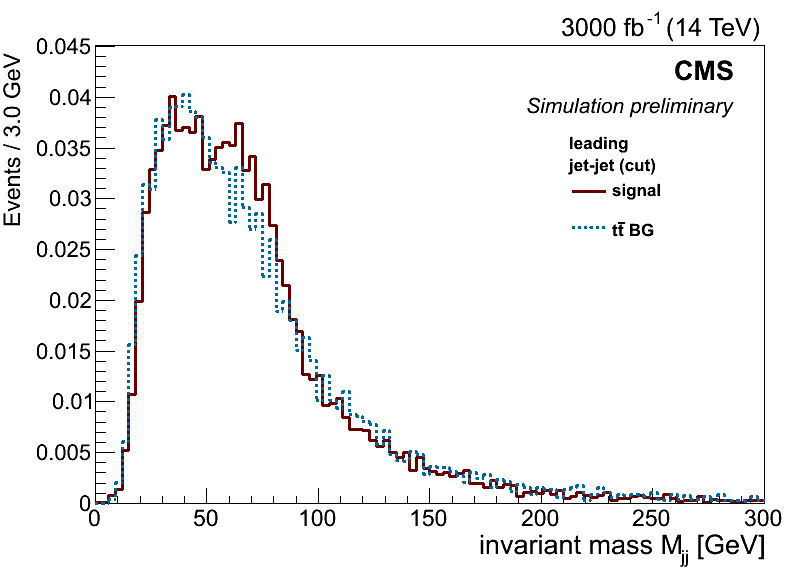 3000 fb⁻¹ (14 TeV)
CMS
Simulation preliminary
leading
jet-jet (cut)
signal
tt̄ BG
Events / 3.0 GeV
0.045
0.04
0.035
0.03
0.025
0.02
0.015
0.01
0.005
0
0 50 100 150 200 250 300
invariant mass Mjj [GeV]